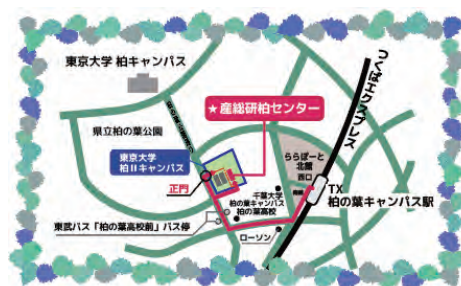 東京大学 柏キャンパス
つくばエクスプレス
★産総研柏センター
県立柏の葉公園
ららぽーと
北館
西口
東京大学
柏Ⅱキャンパス
TX
柏の葉キャンパス駅
正門
千葉大学
柏の葉キャンパス
柏の葉高校
東武バス「柏の葉高校前」バス停
ローソン